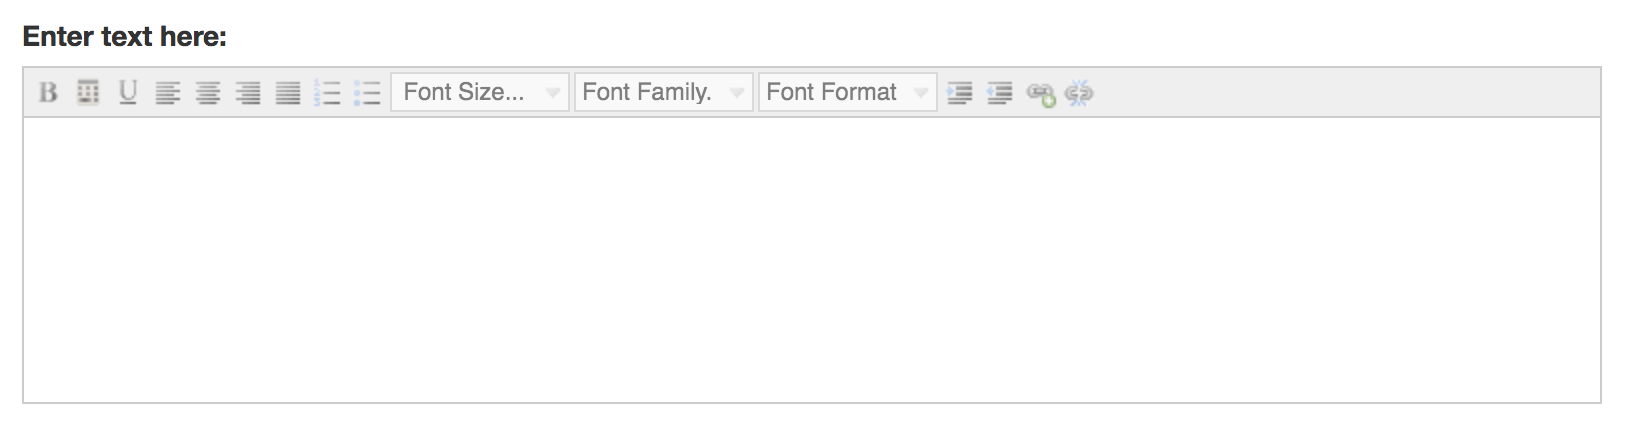 Enter text here:
B U Font Size... Font Family. Font Format